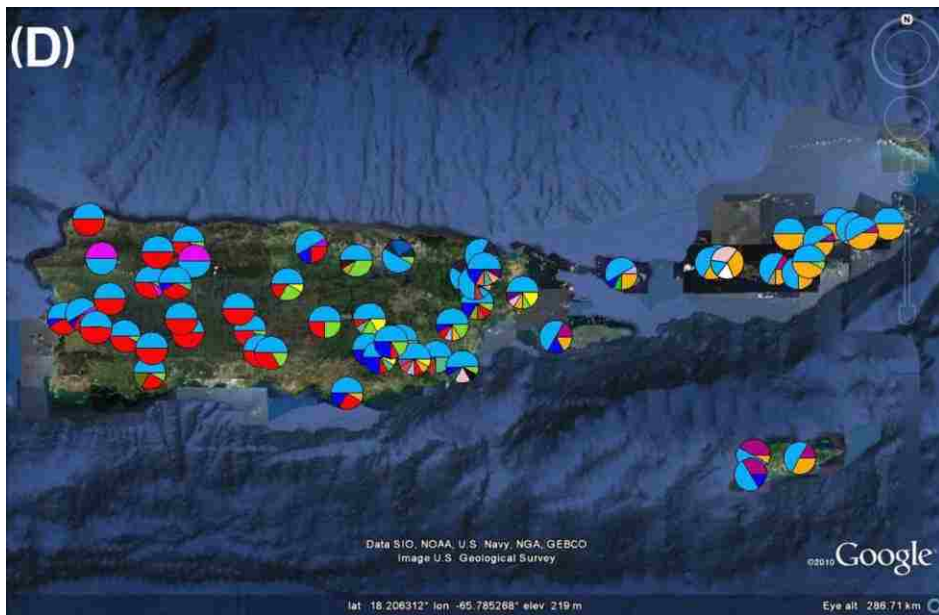 (D)
N
Data SIO, NOAA, U.S. Navy, NGA, GEBCO
Image U.S. Geological Survey
©2010 Google
lat 18.206312° lon -65.785268° elev 219 m
Eye alt 286.71 km